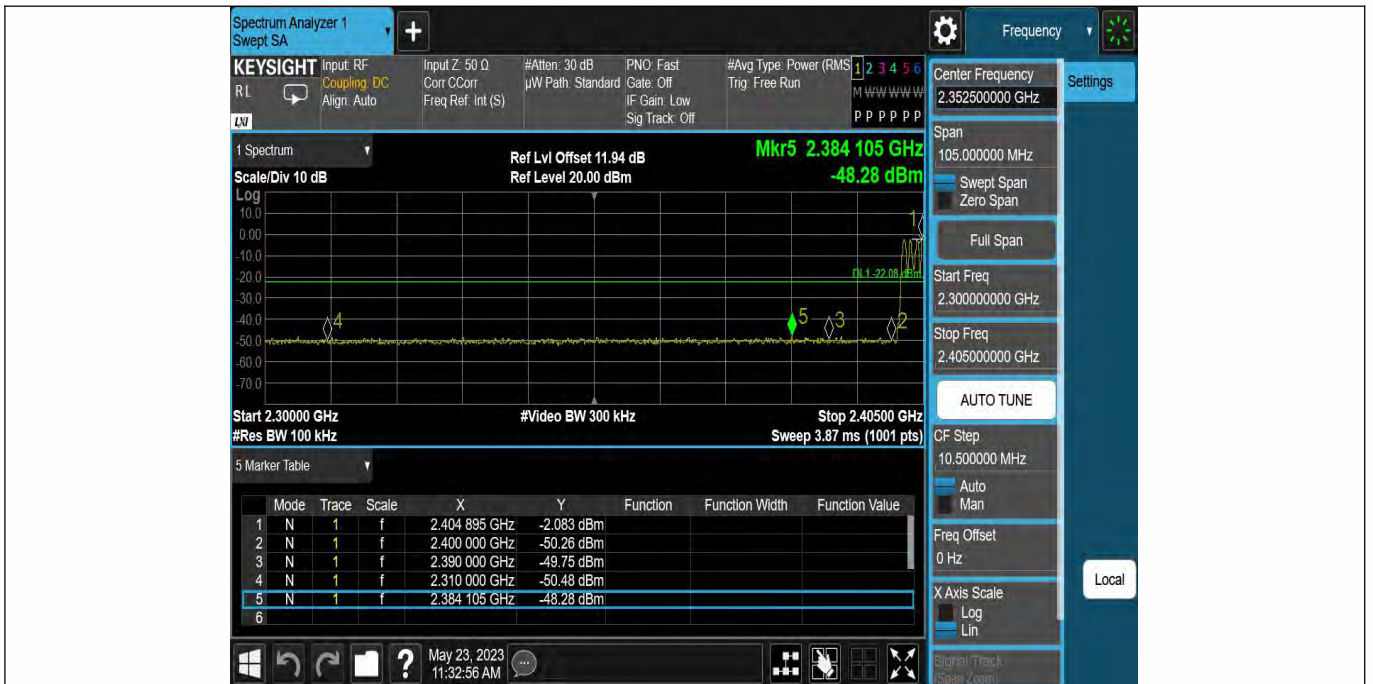 Spectrum Analyzer 1
Swept SA
+
Frequency
KEYSIGHT
RL
LXI
Input: RF
Coupling: DC
Align: Auto
Input Z: 50 Ω
Corr CCorr
Freq Ref: Int (S)
#Atten: 30 dB
µW Path: Standard
PNO: Fast
Gate: Off
IF Gain: Low
Sig Track: Off
#Avg Type: Power (RMS
Trig: Free Run
1 2 3 4 5 6
M W W W W W
P P P P P P
1 Spectrum
Scale/Div 10 dB
Ref Lvl Offset 11.94 dB
Ref Level 20.00 dBm
Mkr5 2.384 105 GHz
-48.28 dBm
Log
10.0
0.00
-10.0
-20.0
-30.0
-40.0
-50.0
-60.0
-70.0
1
DL1 -22.08 dBm
4
5
3
2
Start 2.30000 GHz
#Video BW 300 kHz
Stop 2.40500 GHz
#Res BW 100 kHz
Sweep 3.87 ms (1001 pts)
5 Marker Table
Mode Trace Scale X Y Function Function Width Function Value
1 N 1 f 2.404 895 GHz -2.083 dBm
2 N 1 f 2.400 000 GHz -50.26 dBm
3 N 1 f 2.390 000 GHz -49.75 dBm
4 N 1 f 2.310 000 GHz -50.48 dBm
5 N 1 f 2.384 105 GHz -48.28 dBm
6
?
May 23, 2023
11:32:56 AM
Center Frequency
2.352500000 GHz
Settings
Span
105.000000 MHz
Swept Span
Zero Span
Full Span
Start Freq
2.300000000 GHz
Stop Freq
2.405000000 GHz
AUTO TUNE
CF Step
10.500000 MHz
Auto
Man
Freq Offset
0 Hz
Local
X Axis Scale
Log
Lin
Signal Track
(Span Zoom)